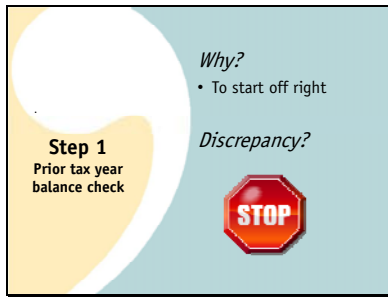 Why?
• To start off right
.
Step 1
Prior tax year
balance check
Discrepancy?
STOP